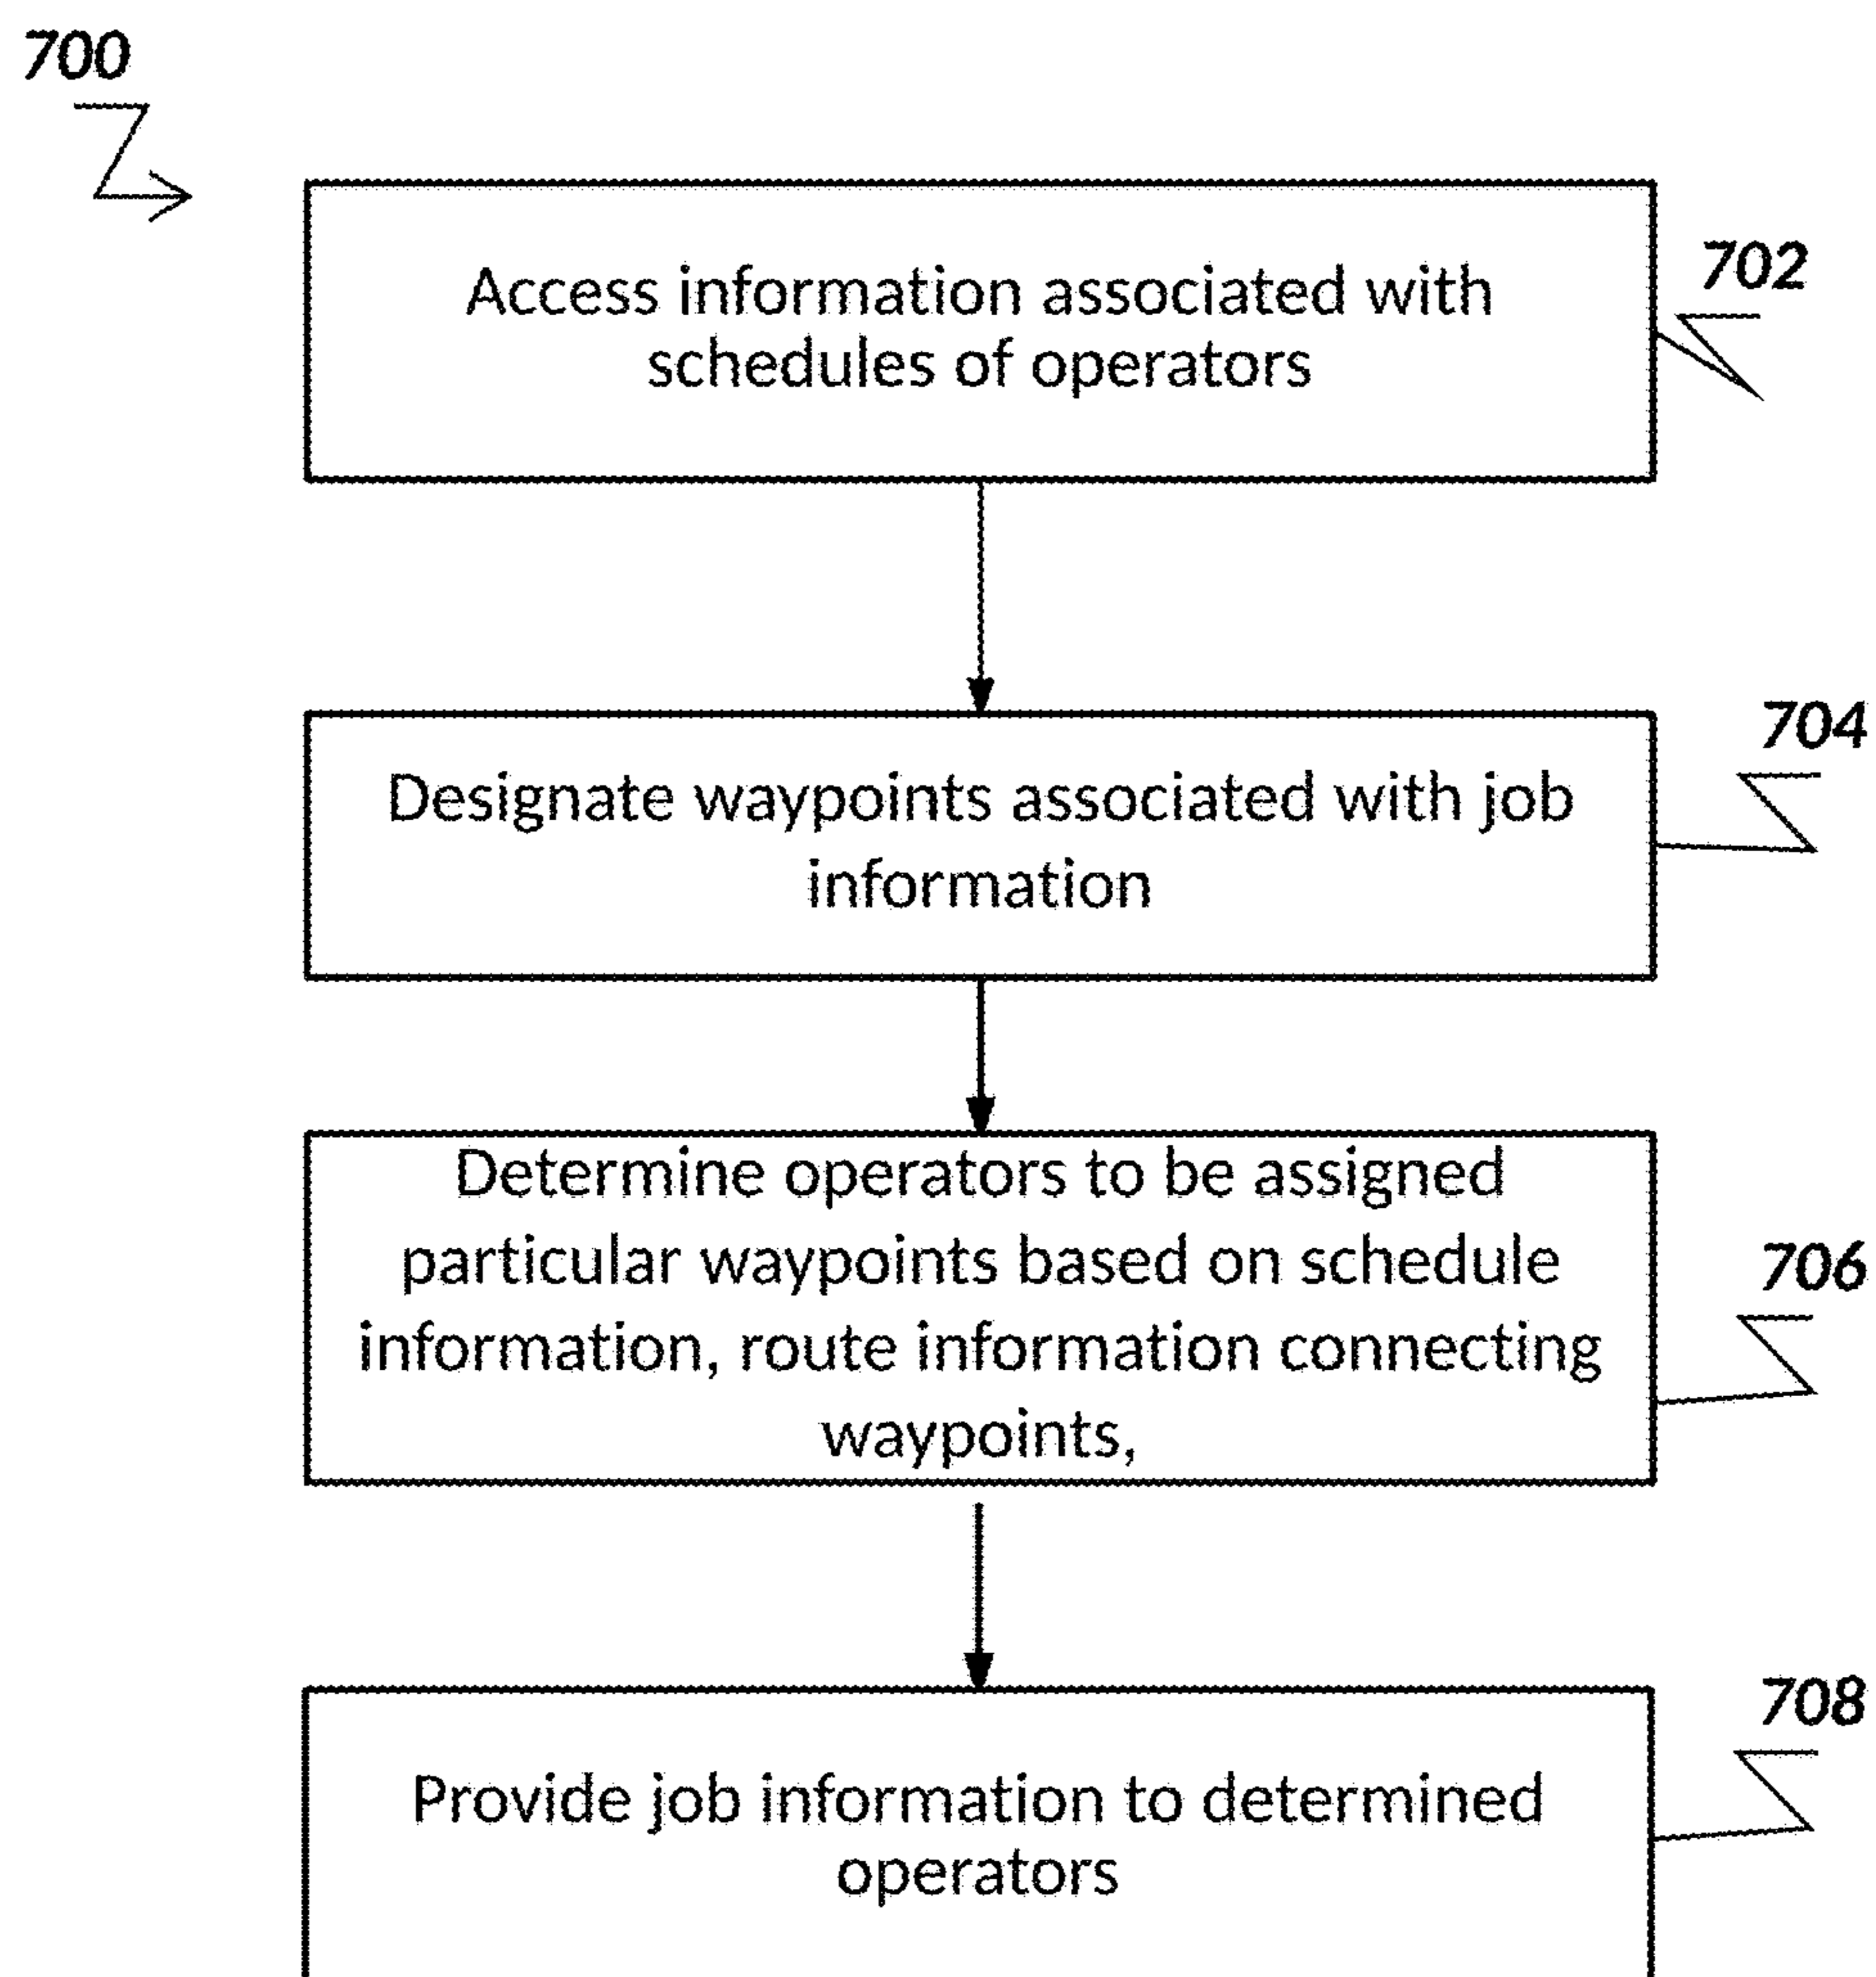 700
Access information associated with
schedules of operators
702
Designate waypoints associated with job
information
704
Determine operators to be assigned
particular waypoints based on schedule
information, route information connecting
waypoints,
706
Provide job information to determined
operators
708